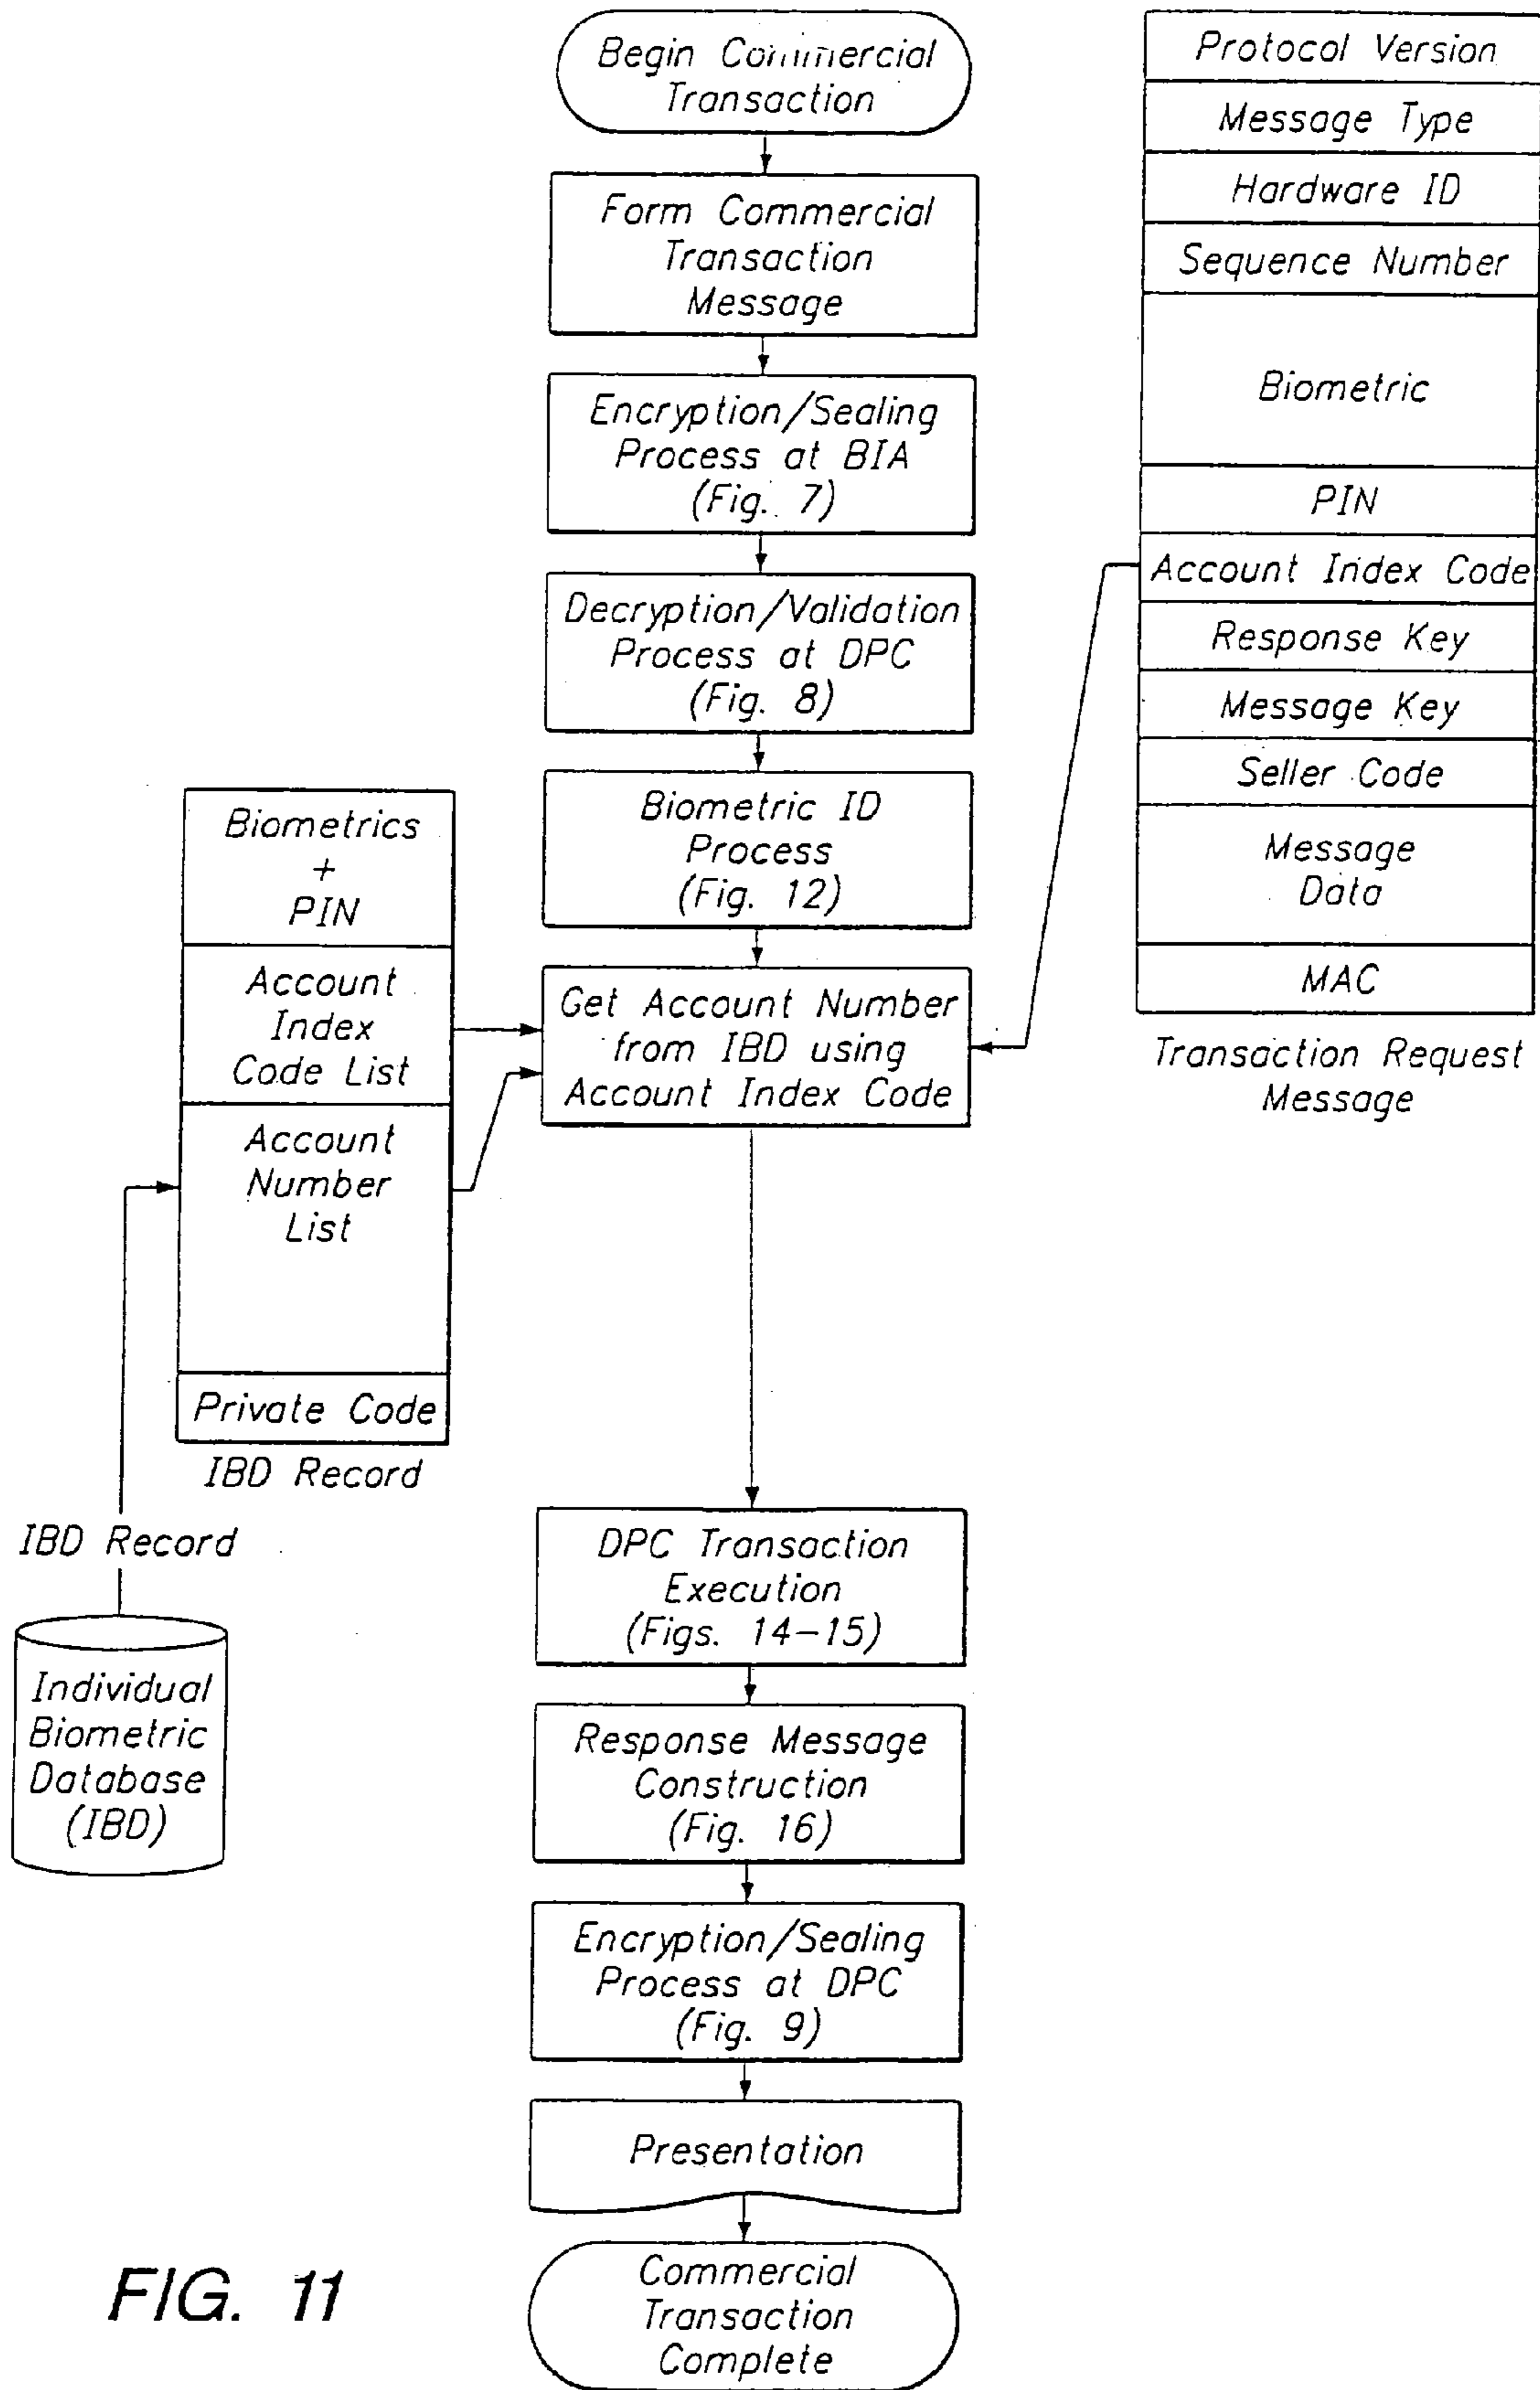 Begin Commercial
Transaction
Form Commercial
Transaction
Message
Encryption/Sealing
Process at BIA
(Fig. 7)
Decryption/Validation
Process at DPC
(Fig. 8)
Biometric ID
Process
(Fig. 12)
Get Account Number
from IBD using
Account Index Code
DPC Transaction
Execution
(Figs. 14-15)
Response Message
Construction
(Fig. 16)
Encryption/Sealing
Process at DPC
(Fig. 9)
Presentation
Commercial
Transaction
Complete
Protocol Version
Message Type
Hardware ID
Sequence Number
Biometric
PIN
Account Index Code
Response Key
Message Key
Seller Code
Message
Data
MAC
Transaction Request
Message
Biometrics
+
PIN
Account
Index
Code List
Account
Number
List
Private Code
IBD Record
IBD Record
Individual
Biometric
Database
(IBD)
FIG. 11